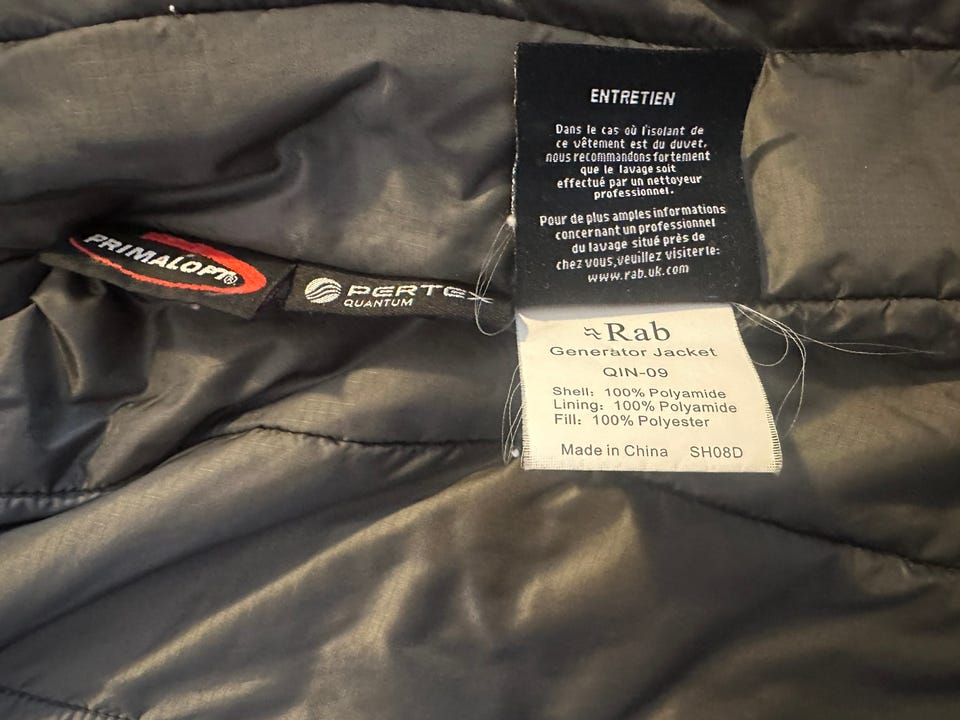 ENTRETIEN
Dans le cas où l'isolant de
ce vêtement est du duvet,
nous recommandons fortement
que le lavage soit
effectué par un nettoyeur
professionnel.
Pour de plus amples informations
concernant un professionnel
du lavage situé près de
chez vous,veuillez visiter le:
www.rab.uk.com
PRIMALOFT®
PERTEX
QUANTUM
Rab
Generator Jacket
QIN-09
Shell: 100% Polyamide
Lining: 100% Polyamide
Fill: 100% Polyester
Made in China SH08D